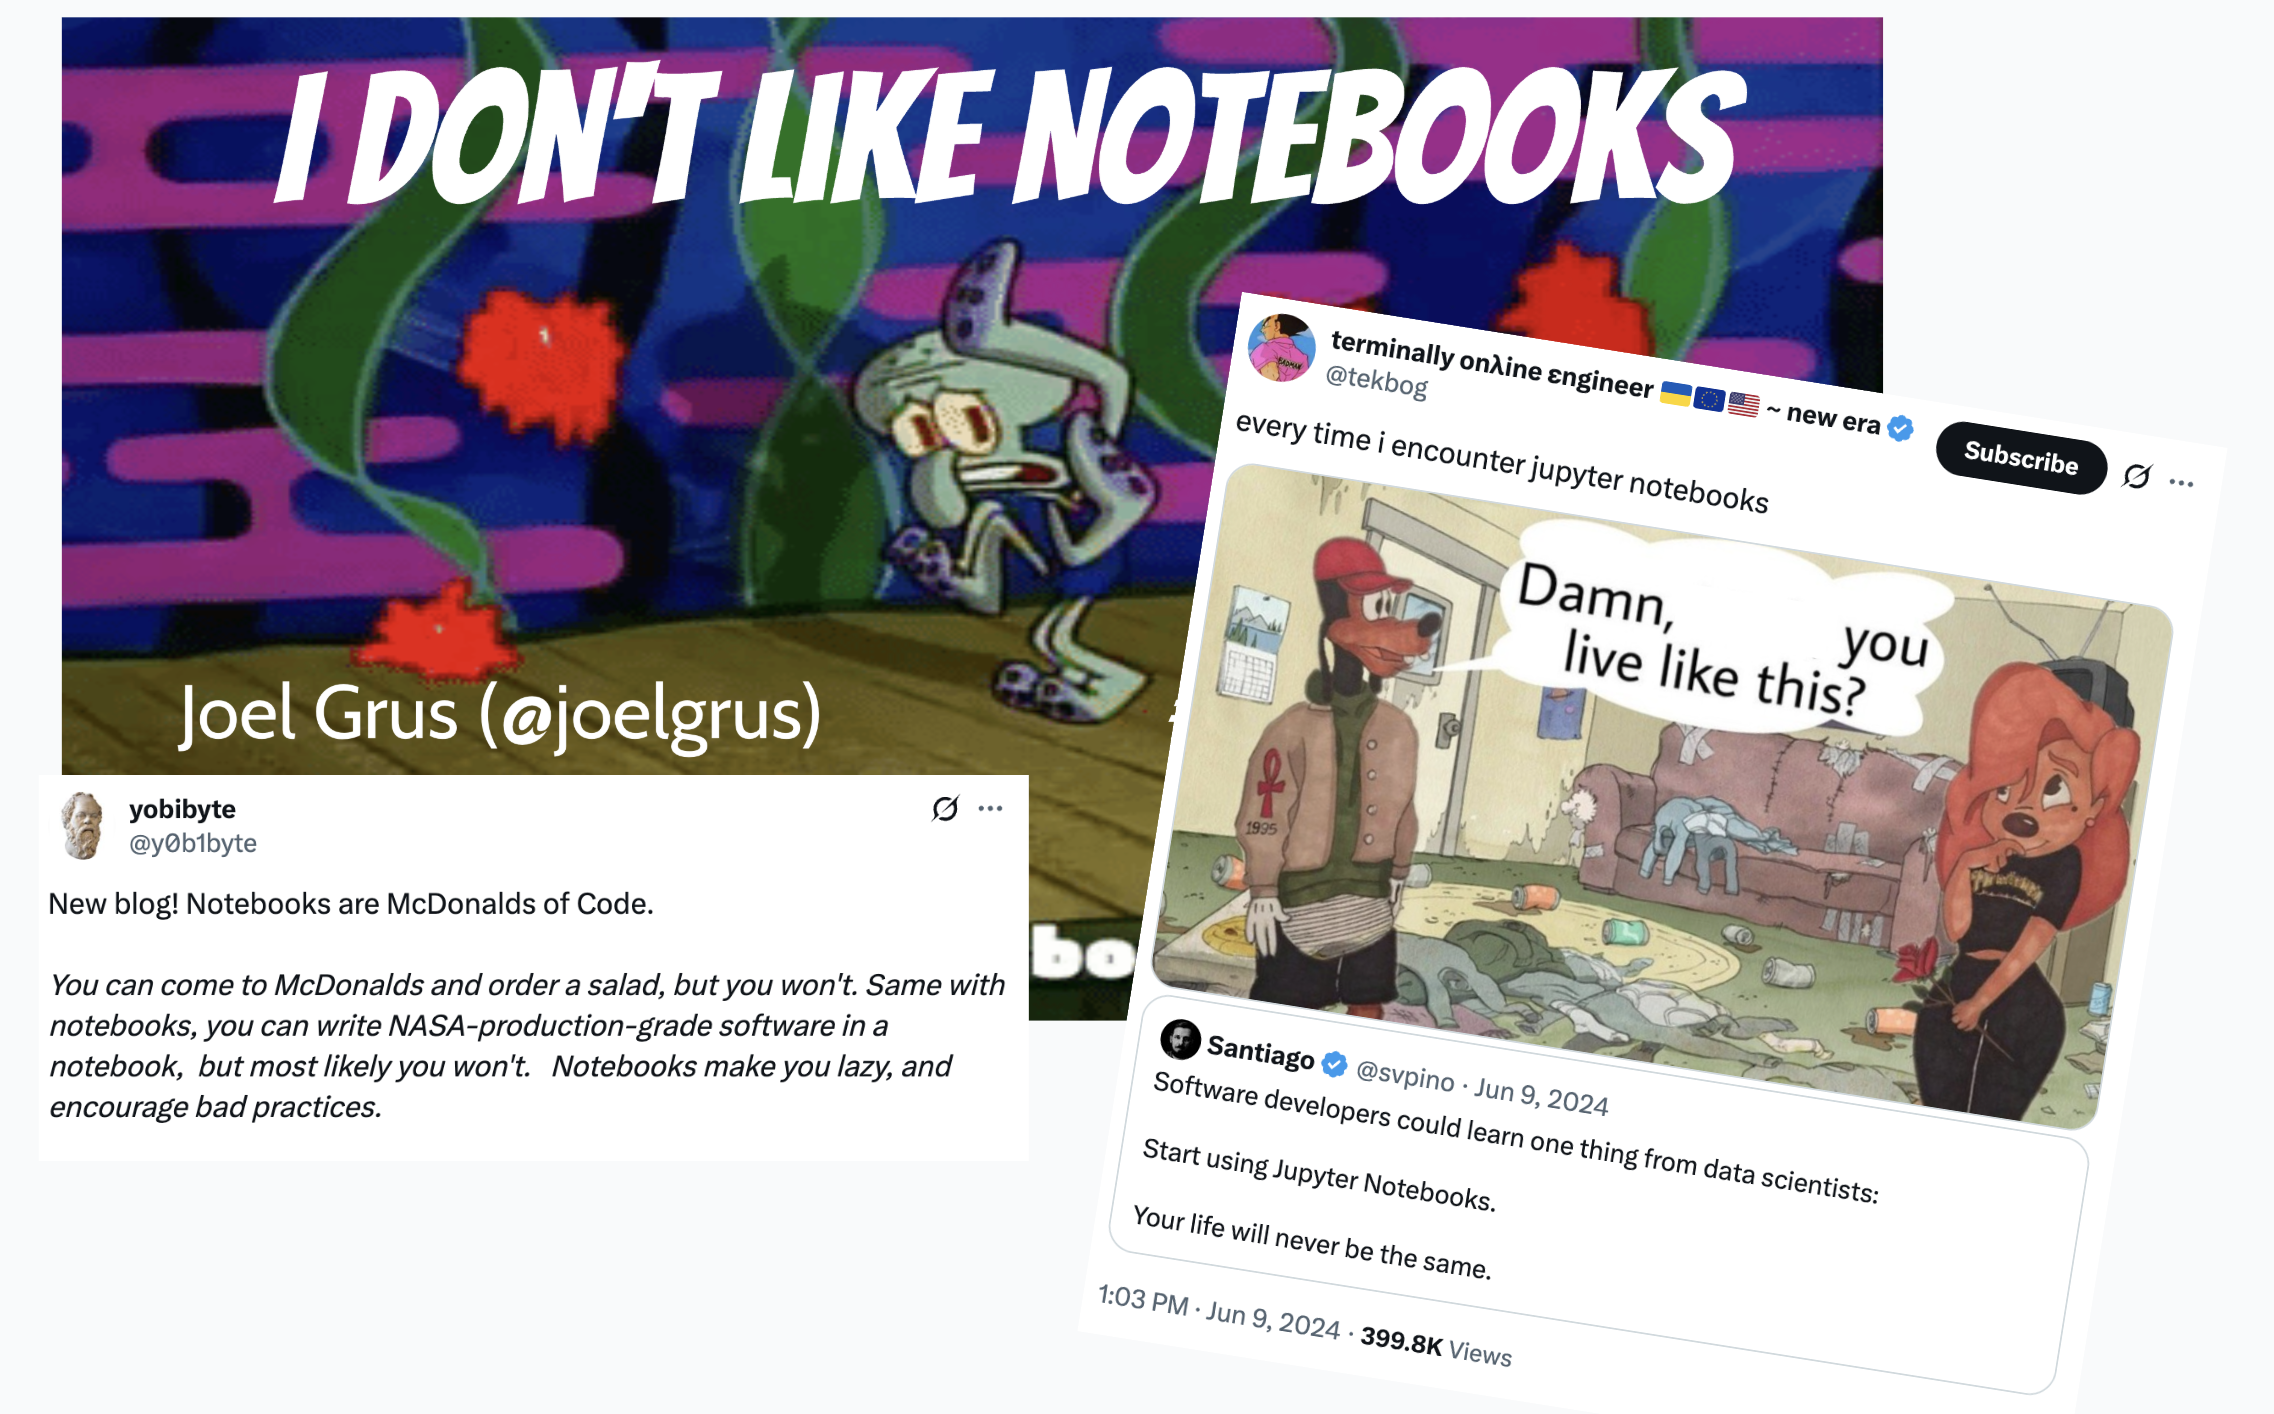 I DON'T LIKE NOTEBOOKS
Joel Grus (@joelgrus)
terminally onλine εngineer 🇺🇦🇪🇺🇺🇸 ~ new era
@tekbog
Subscribe
every time i encounter jupyter notebooks
BADMAN
Damn,
you
live like this?
1995
Santiago @svpino · Jun 9, 2024
Software developers could learn one thing from data scientists:
Start using Jupyter Notebooks.
Your life will never be the same.
1:03 PM · Jun 9, 2024 · 399.8K Views
yobibyte
@y0b1byte
New blog! Notebooks are McDonalds of Code.
You can come to McDonalds and order a salad, but you won't. Same with
notebooks, you can write NASA-production-grade software in a
notebook,  but most likely you won't.   Notebooks make you lazy, and
encourage bad practices.
bo